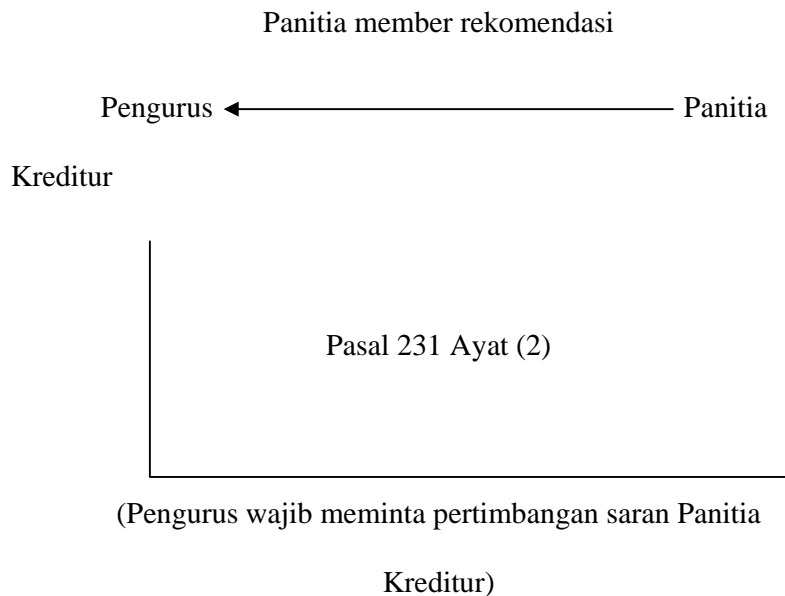 Panitia member rekomendasi
Pengurus Panitia
Kreditur
Pasal 231 Ayat (2)
(Pengurus wajib meminta pertimbangan saran Panitia
Kreditur)